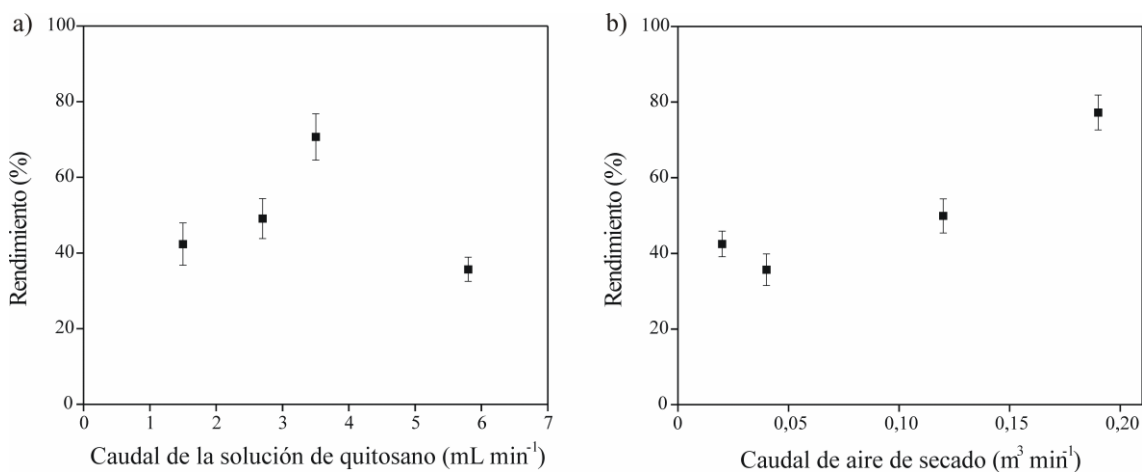 a)
100
80
60
40
20
0
Rendimiento (%)
0 1 2 3 4 5 6 7
Caudal de la solución de quitosano (mL min⁻¹)
b)
100
80
60
40
20
0
Rendimiento (%)
0 0,05 0,10 0,15 0,20
Caudal de aire de secado (m³ min⁻¹)